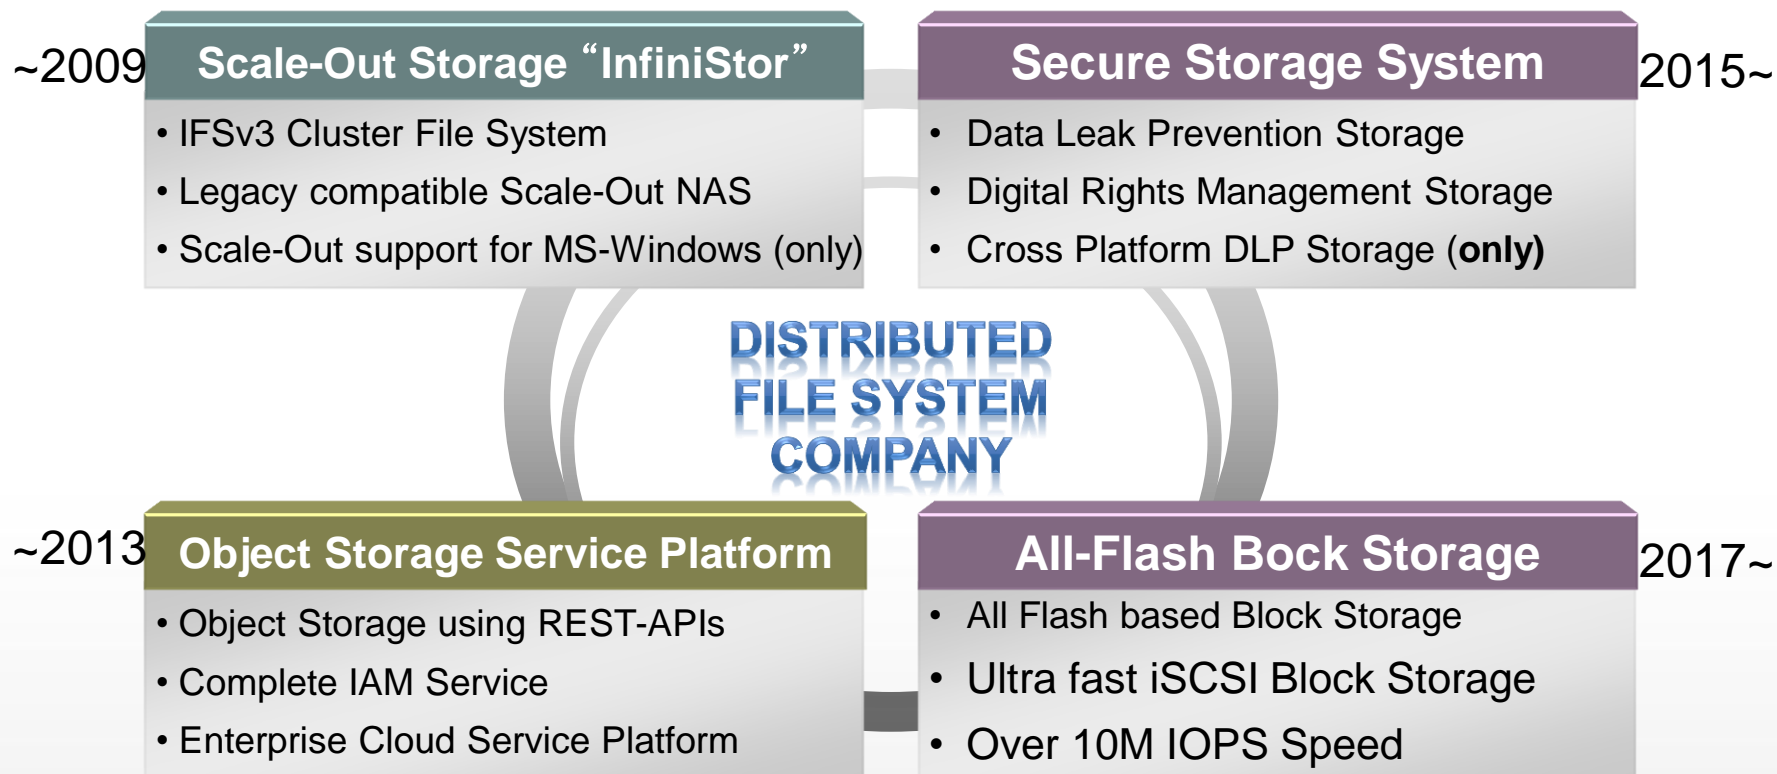 ~2009
Scale-Out Storage “InfiniStor”
• IFSv3 Cluster File System
• Legacy compatible Scale-Out NAS
• Scale-Out support for MS-Windows (only)
Secure Storage System
2015~
• Data Leak Prevention Storage
• Digital Rights Management Storage
• Cross Platform DLP Storage (only)
DISTRIBUTED
FILE SYSTEM
COMPANY
~2013
Object Storage Service Platform
• Object Storage using REST-APIs
• Complete IAM Service
• Enterprise Cloud Service Platform
All-Flash Bock Storage
2017~
• All Flash based Block Storage
• Ultra fast iSCSI Block Storage
• Over 10M IOPS Speed